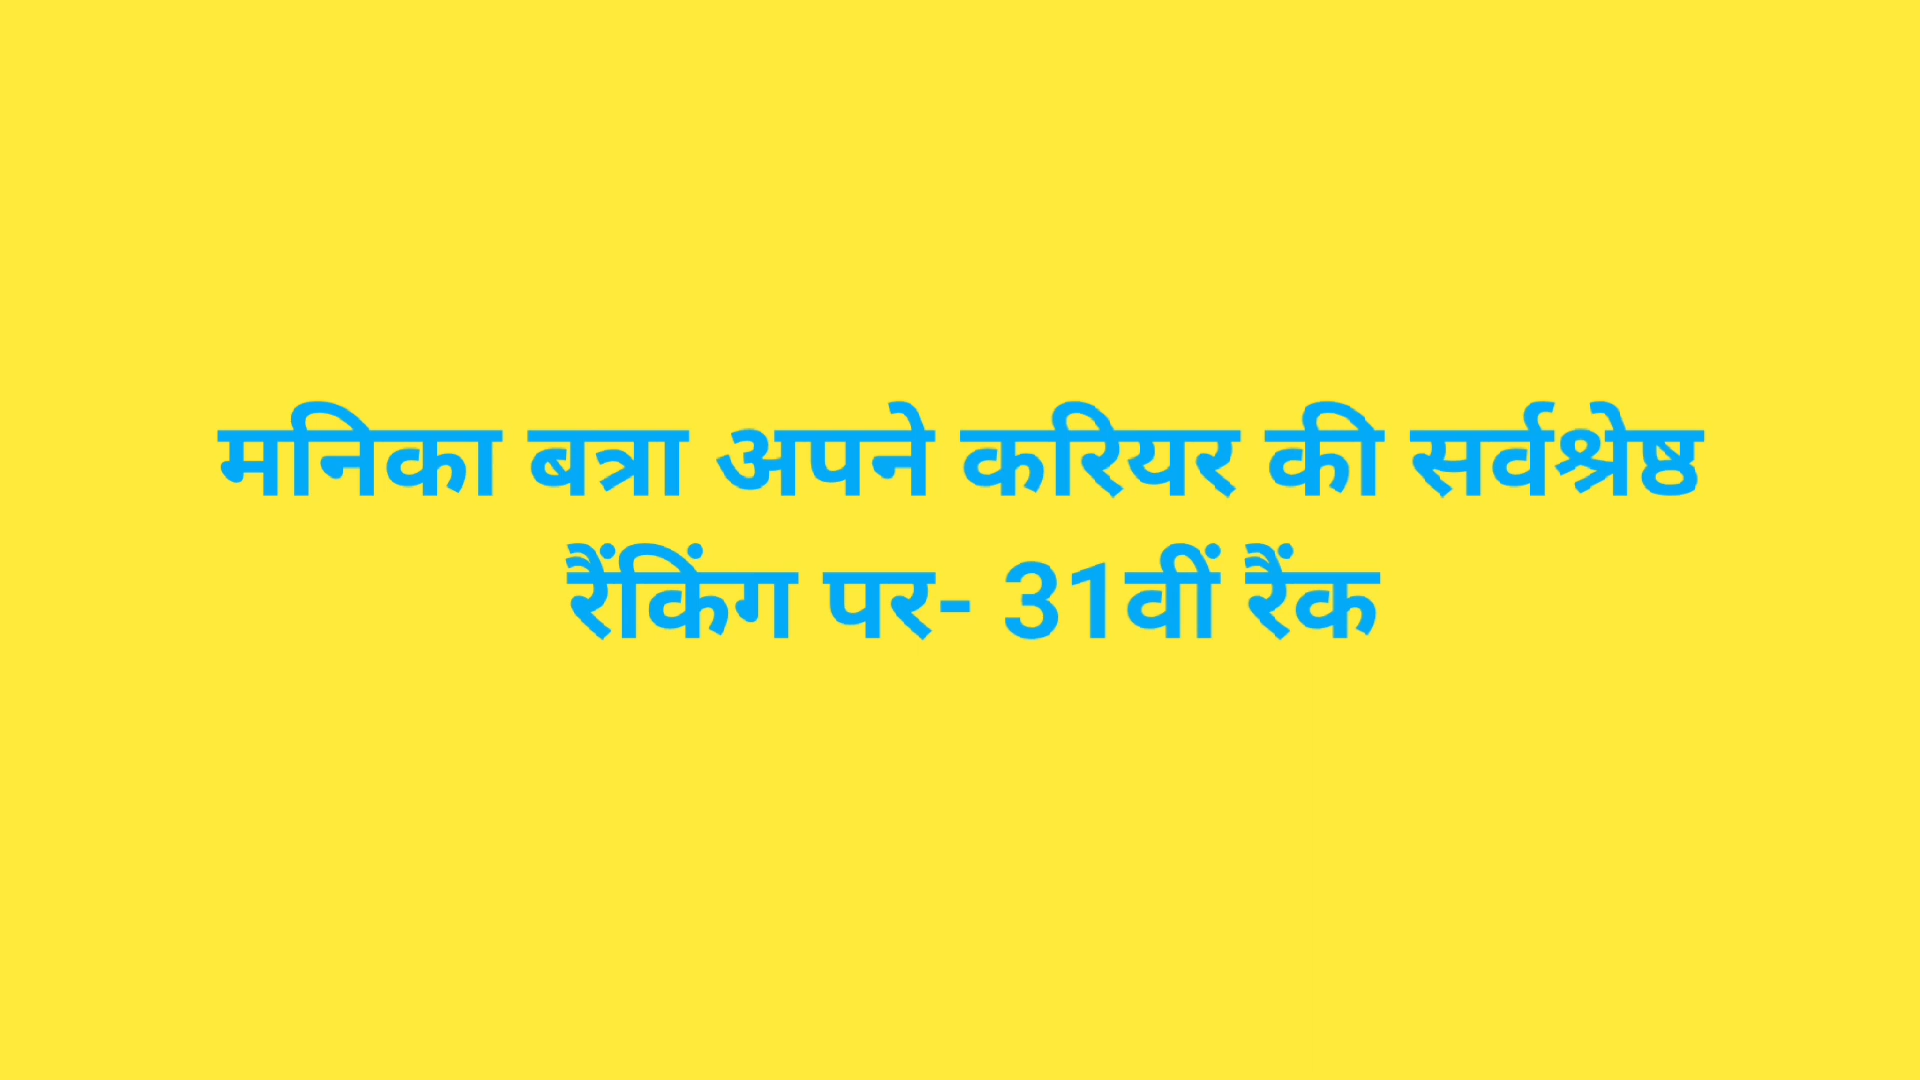 मनिका बत्रा अपने करियर की सर्वश्रेष्ठ
रैंकिंग पर- 31वीं रैंक